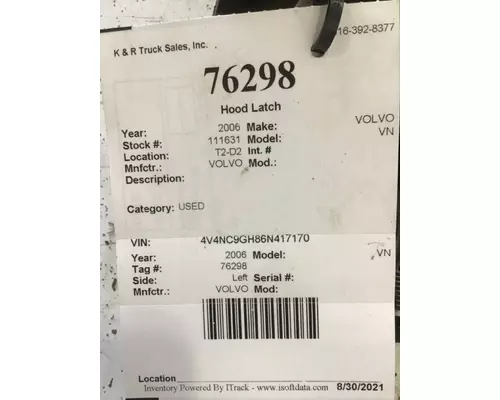 K & R Truck Sales, Inc. 16-392-8377
76298
Hood Latch
Year: 2006 Make: VOLVO
Stock #: 111631 Model: VN
Location: T2-D2 Int. #
Mnfctr.: VOLVO Mod.:
Description:
Category: USED
VIN: 4V4NC9GH86N417170
Year: 2006 Model: VN
Tag #: 76298
Side: Left Serial #:
Mnfctr.: VOLVO Mod:
Location
Inventory Powered By ITrack - www.isoftdata.com 8/30/2021